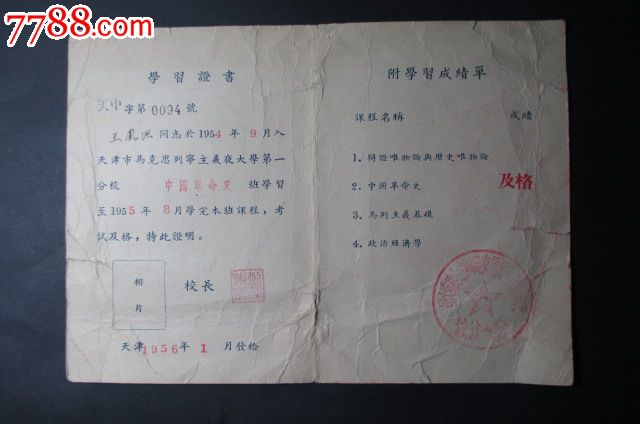 7788.com
學習證書
字第0094號
王鳳 同志於1954年9月入
天津市馬克思列寧主義夜大學第一
分校 中國革命史 班學習
至1955年8月學完本班課程，考
試及格，特此證明。
相片
校長
天津1956年1月發給
附學習成績單
課程名稱 成績
1. 辯證唯物論與歷史唯物論
2. 中國革命史 及格
3. 馬列主義基礎
4. 政治經濟學